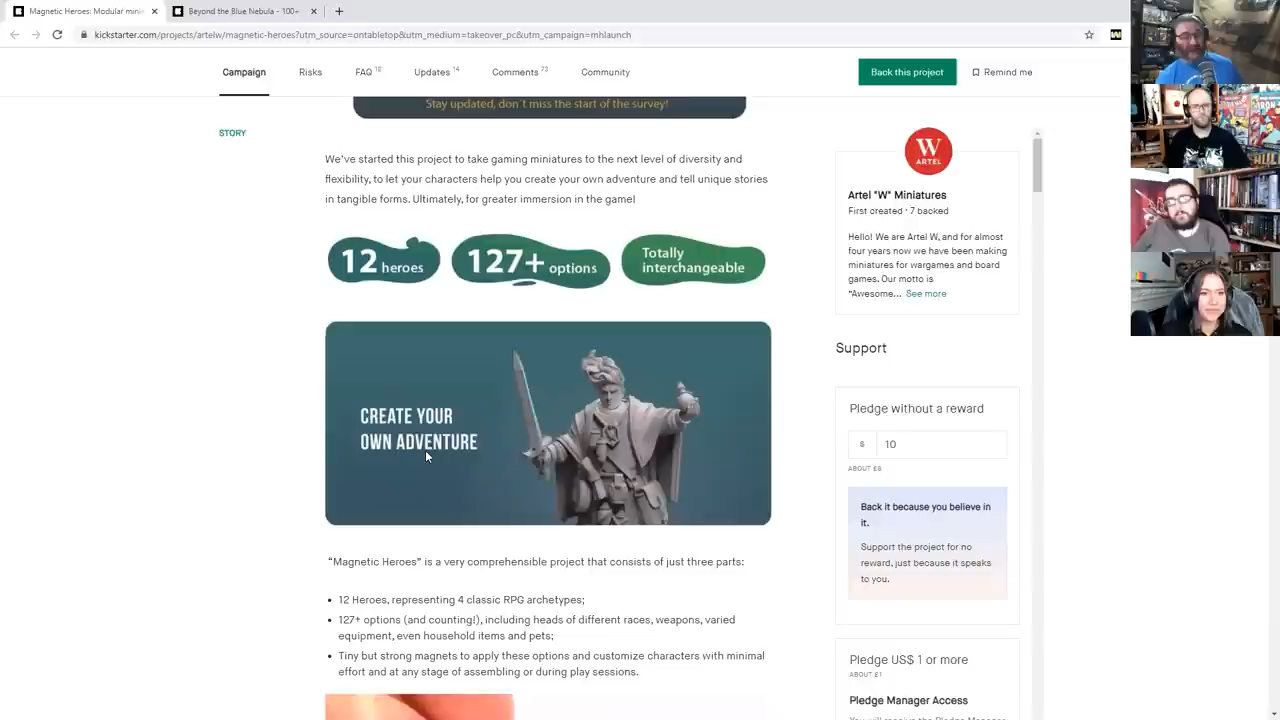 Magnetic Heroes: Modular mini
Beyond the Blue Nebula - 100+
kickstarter.com/projects/artelw/magnetic-heroes?utm_source=ontabletop&utm_medium=takeover_pc&utm_campaign=mhlaunch
Campaign Risks FAQ 18 Updates 14 Comments 73 Community
Back this project
Remind me
Stay updated, don´t miss the start of the survey!
STORY
We've started this project to take gaming miniatures to the next level of diversity and
flexibility, to let your characters help you create your own adventure and tell unique stories
in tangible forms. Ultimately, for greater immersion in the game!
12 heroes
127+ options
Totally
interchangeable
CREATE YOUR
OWN ADVENTURE
“Magnetic Heroes” is a very comprehensible project that consists of just three parts:
• 12 Heroes, representing 4 classic RPG archetypes;
• 127+ options (and counting!), including heads of different races, weapons, varied
equipment, even household items and pets;
• Tiny but strong magnets to apply these options and customize characters with minimal
effort and at any stage of assembling or during play sessions.
W
ARTEL
Artel "W" Miniatures
First created · 7 backed
Hello! We are Artel W, and for almost
four years now we have been making
miniatures for wargames and board
games. Our motto is
“Awesome... See more
Support
Pledge without a reward
$ 10
ABOUT £8
Back it because you believe in
it.
Support the project for no
reward, just because it speaks
to you.
Pledge US$ 1 or more
ABOUT £1
Pledge Manager Access
You will receive the Pledge Manager